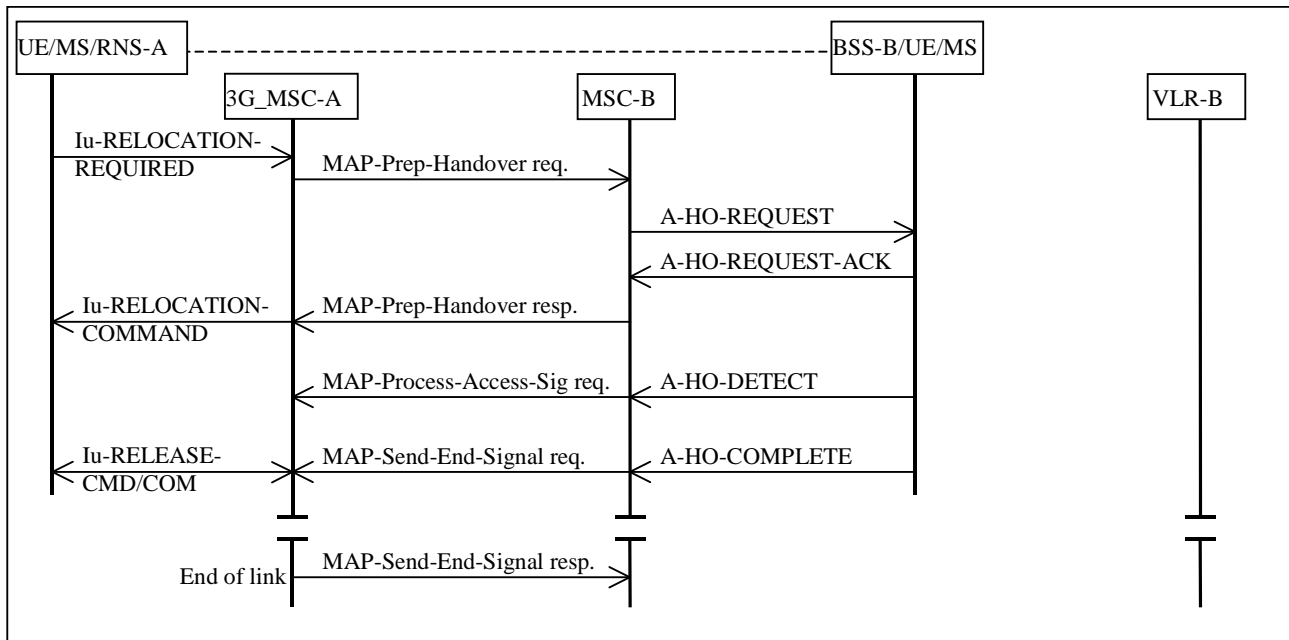 UE/MS/RNS-A
BSS-B/UE/MS
3G_MSC-A
MSC-B
VLR-B
Iu-RELOCATION-
REQUIRED
MAP-Prep-Handover req.
A-HO-REQUEST
A-HO-REQUEST-ACK
Iu-RELOCATION-
COMMAND
MAP-Prep-Handover resp.
MAP-Process-Access-Sig req.
A-HO-DETECT
Iu-RELEASE-
CMD/COM
MAP-Send-End-Signal req.
A-HO-COMPLETE
End of link
MAP-Send-End-Signal resp.